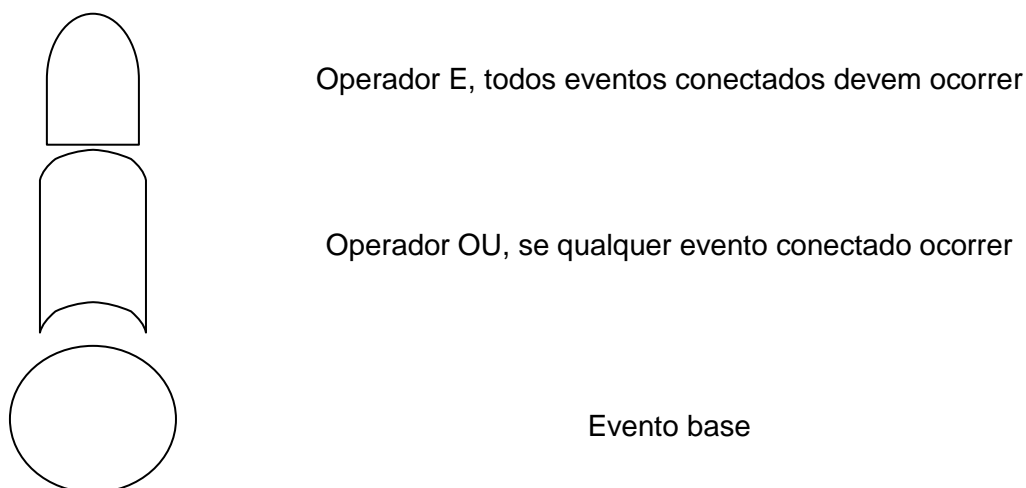 Operador E, todos eventos conectados devem ocorrer
Operador OU, se qualquer evento conectado ocorrer
Evento base